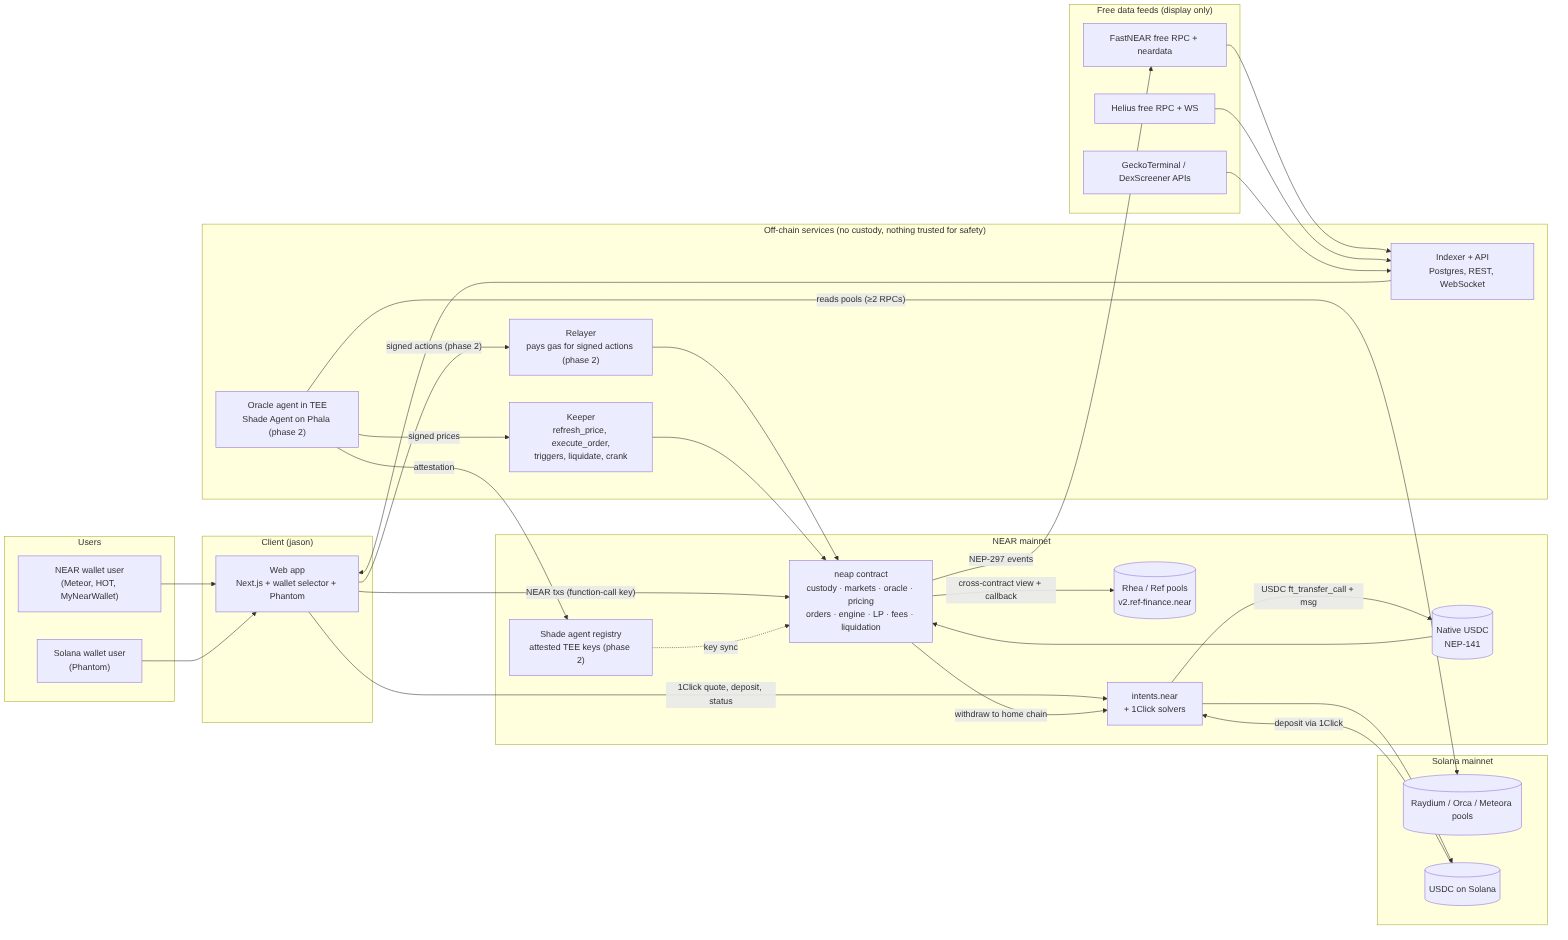 Free data feeds (display only)
FastNEAR free RPC +
neardata
Helius free RPC + WS
GeckoTerminal /
DexScreener APIs
Off-chain services (no custody, nothing trusted for safety)
Indexer + API
Postgres, REST,
WebSocket
reads pools (≥2 RPCs)
Relayer
pays gas for signed actions
(phase 2)
signed actions (phase 2)
Oracle agent in TEE
Shade Agent on Phala
(phase 2)
signed prices
Keeper
refresh_price,
execute_order,
triggers, liquidate, crank
attestation
Users
NEAR wallet user
(Meteor, HOT,
MyNearWallet)
Solana wallet user
(Phantom)
Client (jason)
Web app
Next.js + wallet selector +
Phantom
NEAR mainnet
NEAR txs (function-call key)
neap contract
custody · markets · oracle ·
pricing
orders · engine · LP · fees ·
liquidation
NEP-297 events
cross-contract view +
callback
Rhea / Ref pools
v2.ref-finance.near
USDC ft_transfer_call +
msg
Native USDC
NEP-141
Shade agent registry
attested TEE keys (phase
2)
key sync
1Click quote, deposit,
status
withdraw to home chain
intents.near
+ 1Click solvers
deposit via 1Click
Solana mainnet
Raydium / Orca / Meteora
pools
USDC on Solana